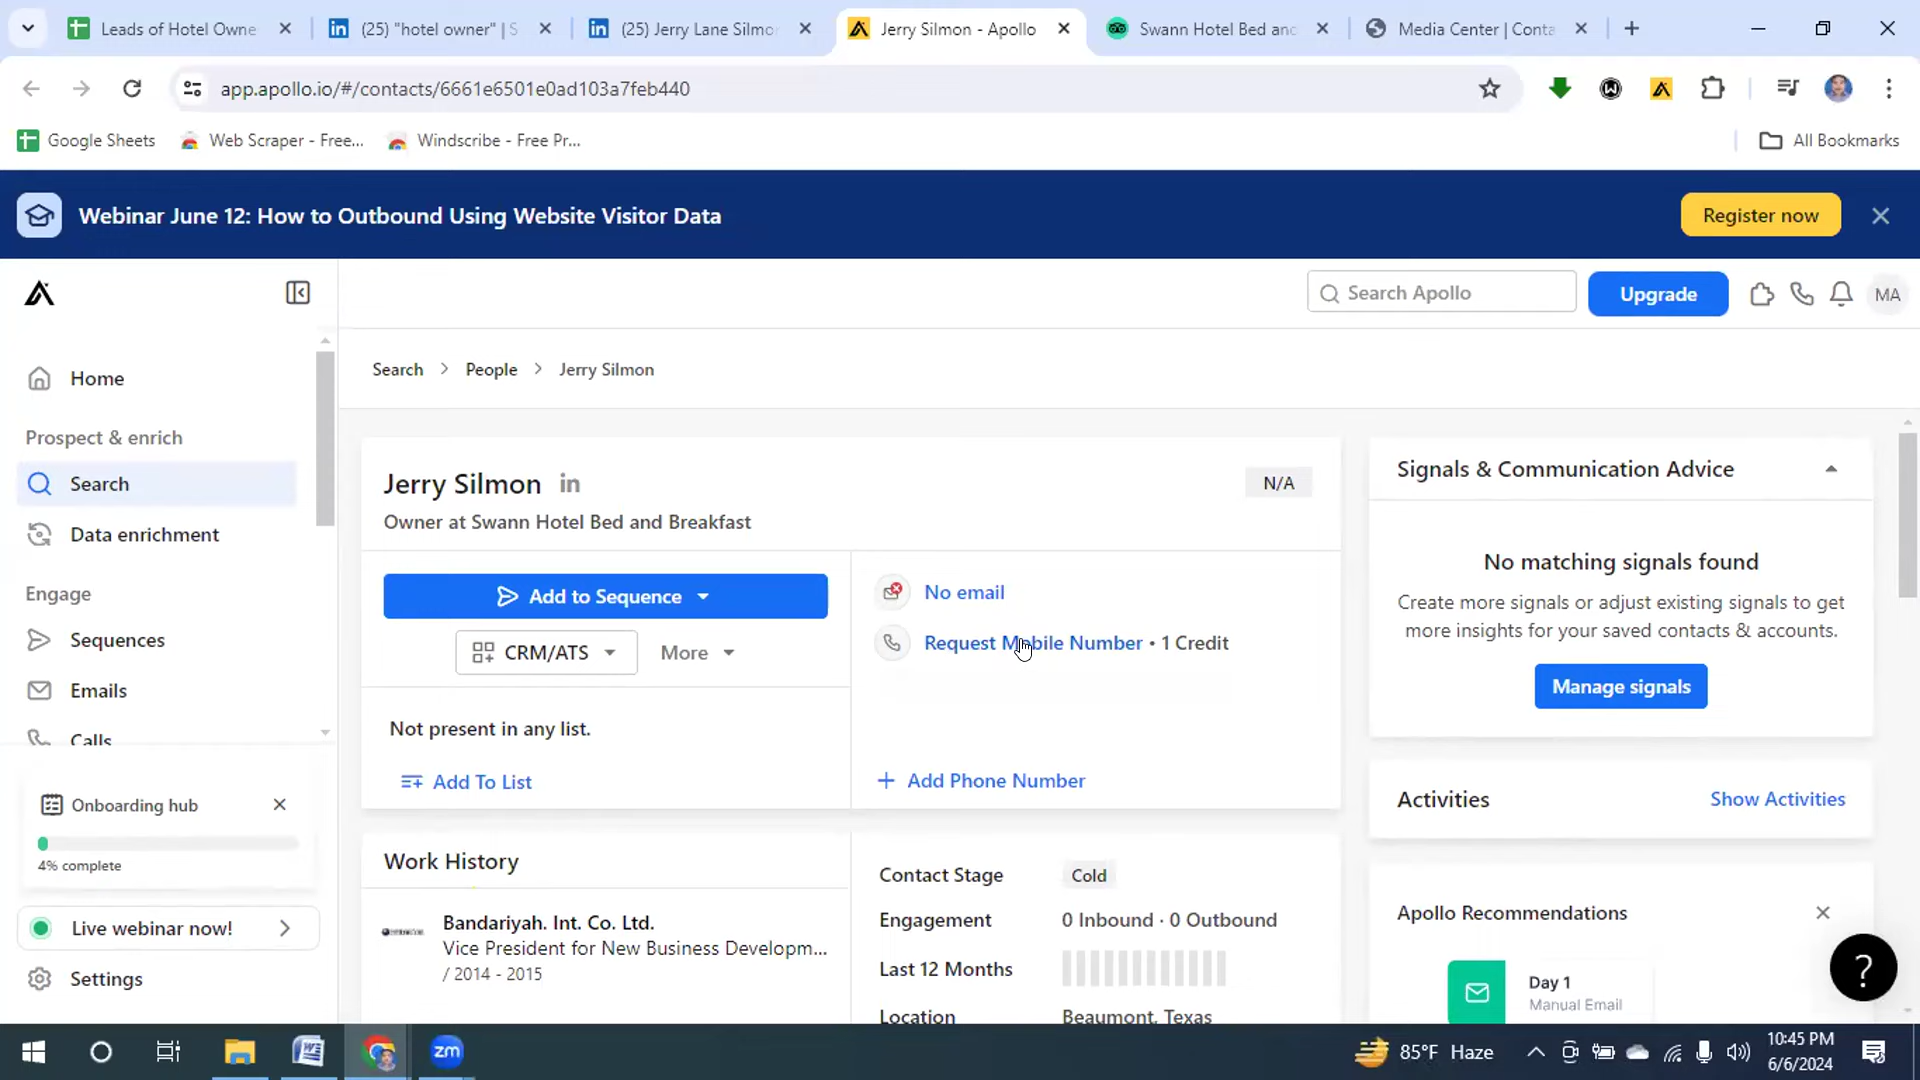 Leads of Hotel Owne
(25) "hotel owner" | S
(25) Jerry Lane Silmo
Jerry Silmon - Apollo
Swann Hotel Bed and
Media Center | Conta
app.apollo.io/#/contacts/6661e6501e0ad103a7feb440
Google Sheets
Web Scraper - Free...
Windscribe - Free Pr...
All Bookmarks
Webinar June 12: How to Outbound Using Website Visitor Data
Register now
Search Apollo
Upgrade
MA
Home
Prospect & enrich
Search
Data enrichment
Engage
Sequences
Emails
Calls
Onboarding hub
4% complete
Live webinar now!
Settings
Search > People > Jerry Silmon
Jerry Silmon
in
N/A
Owner at Swann Hotel Bed and Breakfast
Add to Sequence
CRM/ATS
More
Not present in any list.
Add To List
No email
Request Mobile Number • 1 Credit
Add Phone Number
Work History
Bandariyah. Int. Co. Ltd.
Vice President for New Business Developm...
/ 2014 - 2015
Contact Stage
Cold
Engagement
0 Inbound · 0 Outbound
Last 12 Months
Location
Beaumont, Texas
Signals & Communication Advice
No matching signals found
Create more signals or adjust existing signals to get
more insights for your saved contacts & accounts.
Manage signals
Activities
Show Activities
Apollo Recommendations
Day 1
Manual Email
?
zm
85°F Haze
10:45 PM
6/6/2024